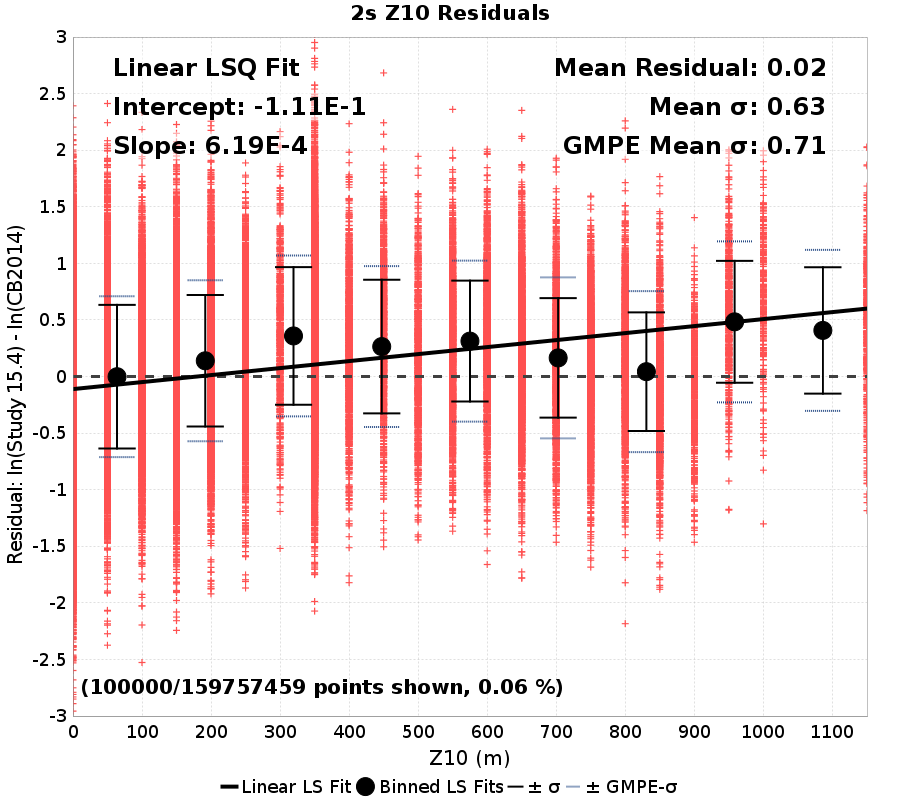 2s Z10 Residuals
Linear LSQ Fit
Intercept: -1.11E-1
Slope: 6.19E-4
Mean Residual: 0.02
Mean σ: 0.63
GMPE Mean σ: 0.71
Residual: ln(Study 15.4) - ln(CB2014)
3
2.5
2
1.5
1
0.5
0
-0.5
-1
-1.5
-2
-2.5
-3
(100000/159757459 points shown, 0.06 %)
0 100 200 300 400 500 600 700 800 900 1000 1100
Z10 (m)
Linear LS Fit Binned LS Fits ± σ ± GMPE-σ